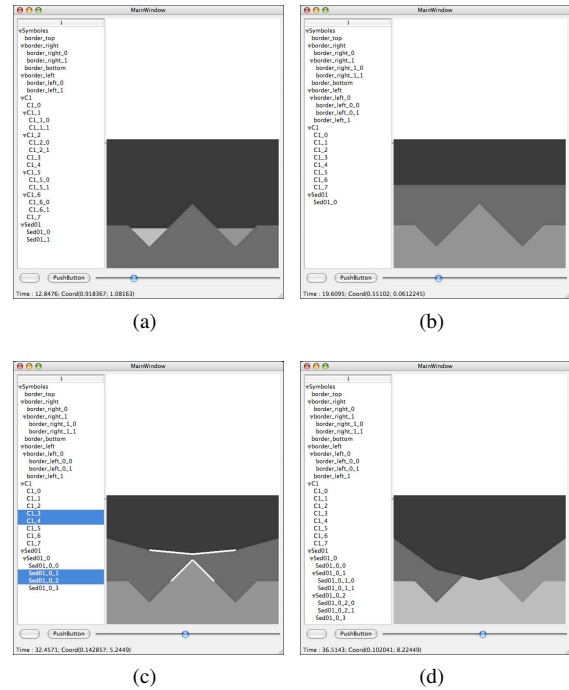 MainWindow
1
Symboles
border_top
border_right
border_right_0
border_right_1
border_bottom
border_left
border_left_0
border_left_1
C1
C1_0
C1_1
C1_1_0
C1_1_1
C1_2
C1_2_0
C1_2_1
C1_3
C1_4
C1_5
C1_5_0
C1_5_1
C1_6
C1_6_0
C1_6_1
C1_7
Sed01
Sed01_0
Sed01_1
PushButton
Time : 12.8476; Coord(0.918367; 1.08163)
(a)
MainWindow
1
Symboles
border_top
border_right
border_right_0
border_right_1
border_right_1_0
border_right_1_1
border_bottom
border_left
border_left_0
border_left_0_0
border_left_0_1
border_left_1
C1
C1_0
C1_1
C1_2
C1_3
C1_4
C1_5
C1_6
C1_7
Sed01
Sed01_0
PushButton
Time : 19.6095; Coord(0.55102; 0.0612245)
(b)
MainWindow
1
Symboles
border_top
border_right
border_right_0
border_right_1
border_right_1_0
border_right_1_1
border_bottom
border_left
border_left_0
border_left_0_0
border_left_0_1
border_left_1
C1
C1_0
C1_1
C1_2
C1_3
C1_4
C1_5
C1_6
C1_7
Sed01
Sed01_0
Sed01_0_0
Sed01_0_1
Sed01_0_2
Sed01_0_3
PushButton
Time : 32.4571; Coord(0.142857; 5.2449)
(c)
MainWindow
1
Symboles
border_top
border_right
border_right_0
border_right_1
border_right_1_0
border_right_1_1
border_bottom
border_left
border_left_0
border_left_0_0
border_left_0_1
border_left_1
C1
C1_0
C1_1
C1_2
C1_3
C1_4
C1_5
C1_6
C1_7
Sed01
Sed01_0
Sed01_0_0
Sed01_0_1
Sed01_0_1_0
Sed01_0_1_1
Sed01_0_2
Sed01_0_2_0
Sed01_0_2_1
Sed01_0_3
PushButton
Time : 36.5143; Coord(0.102041; 8.22449)
(d)